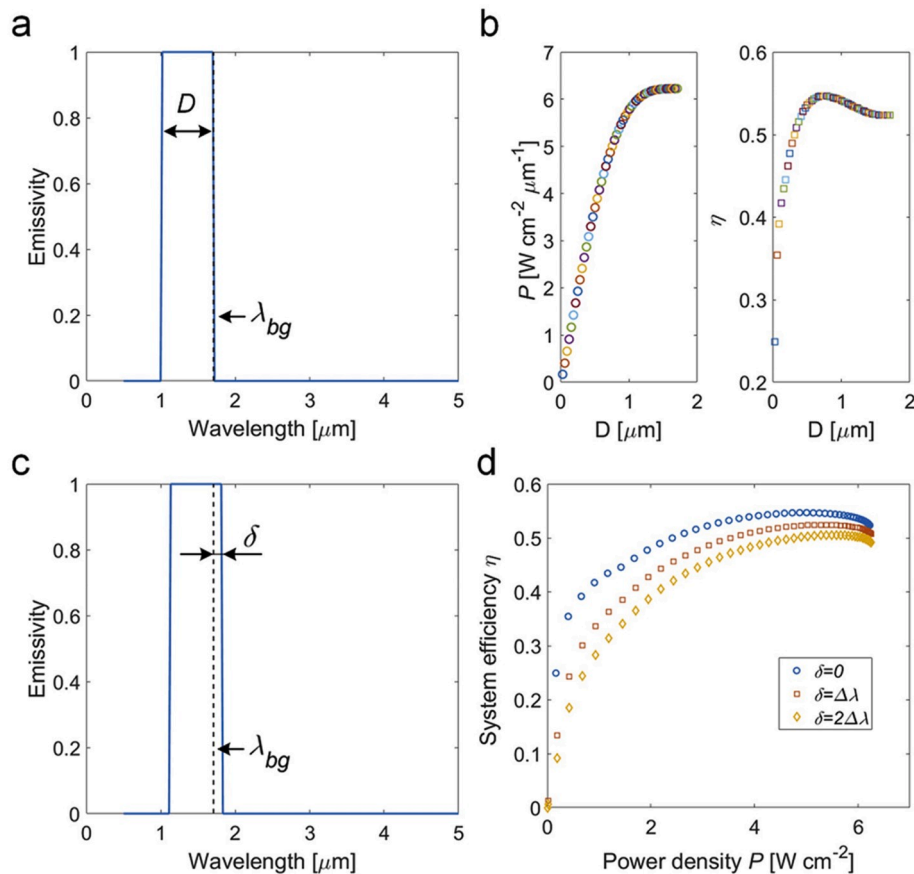 a
1
0.8
0.6
0.4
0.2
0
Emissivity
D
λbg
0 1 2 3 4 5
Wavelength [μm]
b
7
6
5
4
3
2
1
0
P [W cm⁻² μm⁻¹]
0 1 2
D [μm]
0.6
0.5
0.4
0.3
0.2
η
0 1 2
D [μm]
c
1
0.8
0.6
0.4
0.2
0
Emissivity
δ
λbg
0 1 2 3 4 5
Wavelength [μm]
d
0.6
0.5
0.4
0.3
0.2
0.1
0
System efficiency η
δ=0
δ=Δλ
δ=2Δλ
0 2 4 6
Power density P [W cm⁻²]